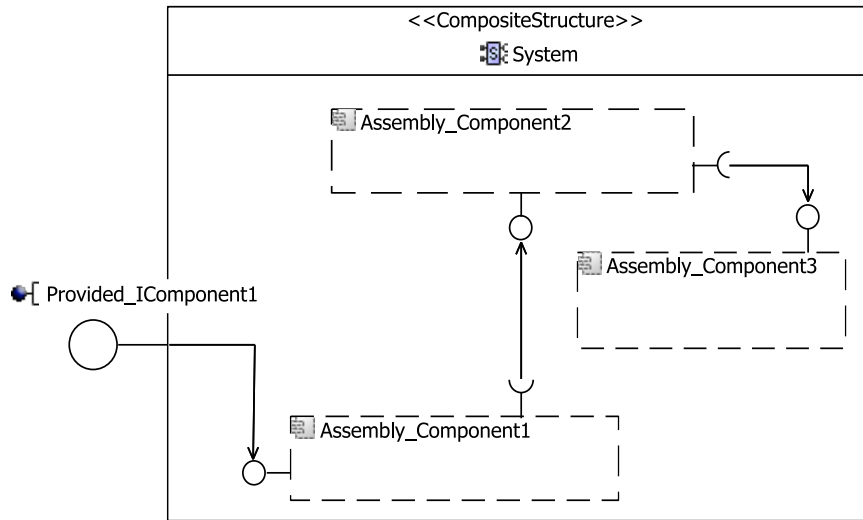 <<CompositeStructure>>
System
Assembly_Component2
Assembly_Component3
Provided_IComponent1
Assembly_Component1